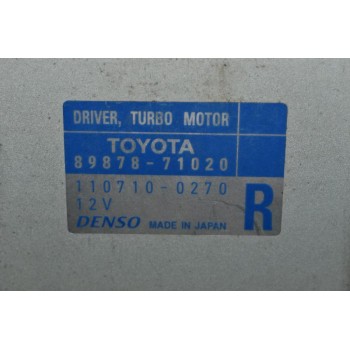 DRIVER, TURBO MOTOR
TOYOTA
89878-71020
110710-0270
12V
DENSO MADE IN JAPAN
R